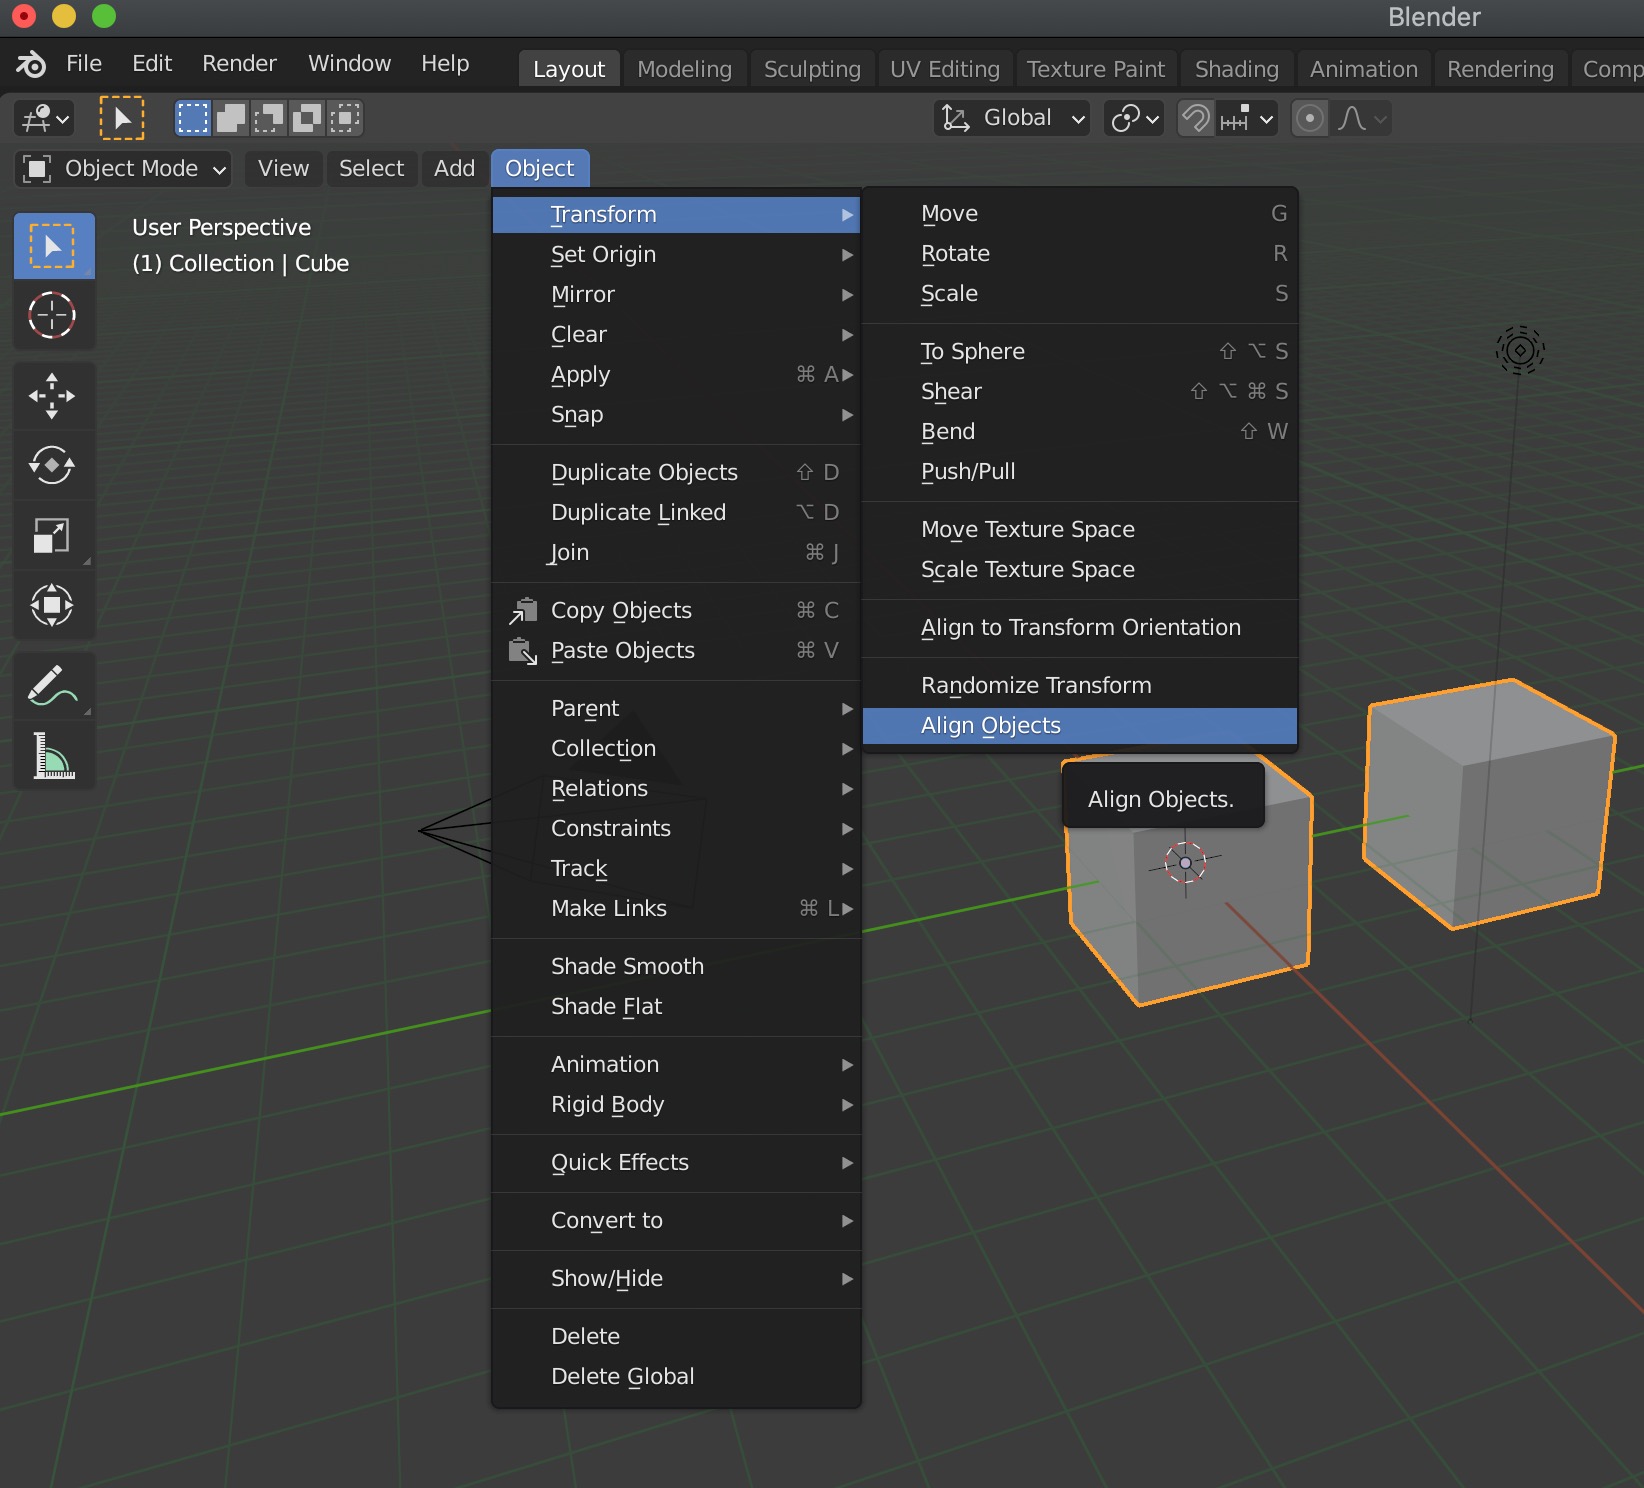 Blender
File Edit Render Window Help Layout Modeling Sculpting UV Editing Texture Paint Shading Animation Rendering Comp
Global
Object Mode View Select Add Object
User Perspective
(1) Collection | Cube
Transform
Set Origin
Mirror
Clear
Apply ⌘ A
Snap
Duplicate Objects ⇧ D
Duplicate Linked ⌥ D
Join ⌘ J
Copy Objects ⌘ C
Paste Objects ⌘ V
Parent
Collection
Relations
Constraints
Track
Make Links ⌘ L
Shade Smooth
Shade Flat
Animation
Rigid Body
Quick Effects
Convert to
Show/Hide
Delete
Delete Global
Move G
Rotate R
Scale S
To Sphere ⇧ ⌥ S
Shear ⇧ ⌥ ⌘ S
Bend ⇧ W
Push/Pull
Move Texture Space
Scale Texture Space
Align to Transform Orientation
Randomize Transform
Align Objects
Align Objects.